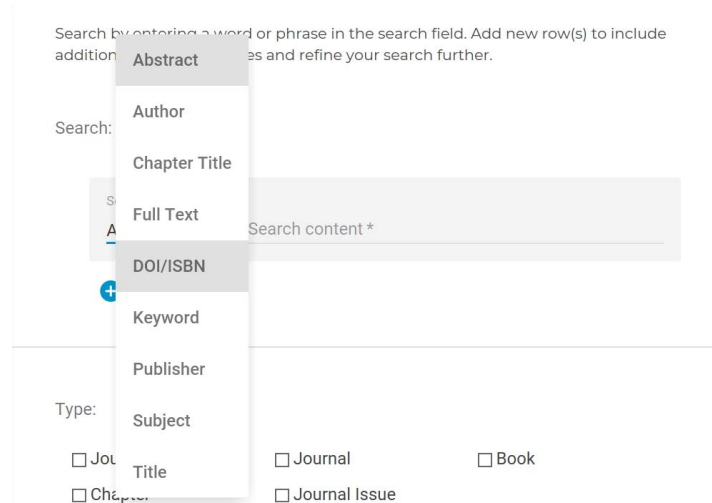 Search by entering a word or phrase in the search field. Add new row(s) to include
addition es and refine your search further.
Abstract
Author
Search:
Chapter Title
Full Text
A Search content *
DOI/ISBN
Keyword
Publisher
Type:
Subject
Jou Journal Book
Title
Chapter Journal Issue